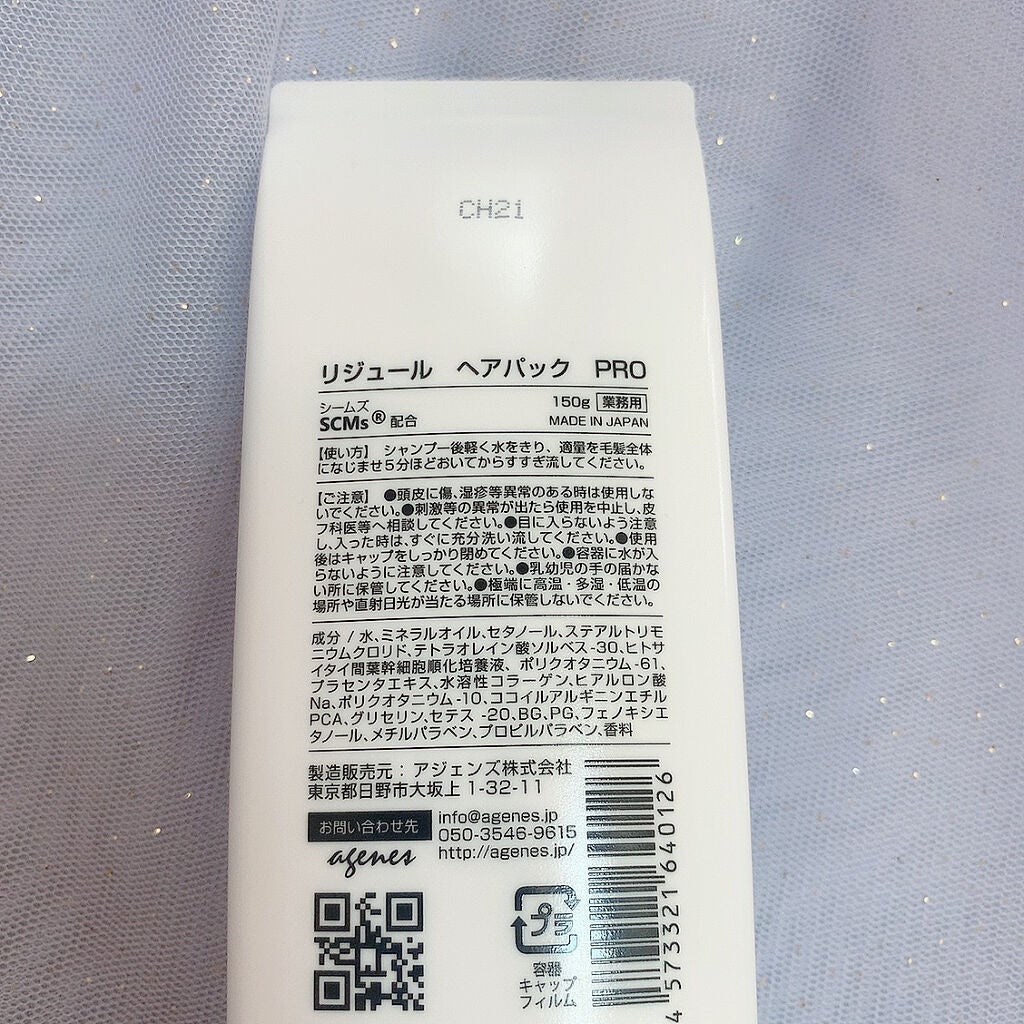 CH21
リジュール ヘアパック PRO
シームズ
SCMs® 配合
150g 業務用
MADE IN JAPAN
【使い方】 シャンプー後軽く水をきり、適量を毛髪全体
になじませ5分ほどおいてからすすぎ流してください。
【ご注意】 ●頭皮に傷、湿疹等異常のある時は使用しな
いでください。●刺激等の異常が出たら使用を中止し、皮
フ科医等へ相談してください。●目に入らないよう注意
し、入った時は、すぐに充分洗い流してください。●使用
後はキャップをしっかり閉めてください。●容器に水が入
らないように注意してください。●乳幼児の手の届かな
い所に保管してください。●極端に高温・多湿・低温の
場所や直射日光が当たる場所に保管しないでください。
成分 / 水、ミネラルオイル、セタノール、ステアルトリモ
ニウムクロリド、テトラオレイン酸ソルベス-30、ヒトサ
イタイ間葉幹細胞順化培養液、ポリクオタニウム-61、
プラセンタエキス、水溶性コラーゲン、ヒアルロン酸
Na、ポリクオタニウム-10、ココイルアルギニンエチル
PCA、グリセリン、セテス-20、BG、PG、フェノキシエ
タノール、メチルパラベン、プロピルパラベン、香料
製造販売元：アジェンズ株式会社
東京都日野市大坂上 1-32-11
お問い合わせ先
agenes
info@agenes.jp
050-3546-9615
http://agenes.jp/
プラ
容器
キャップ
フィルム
4 573321 640126